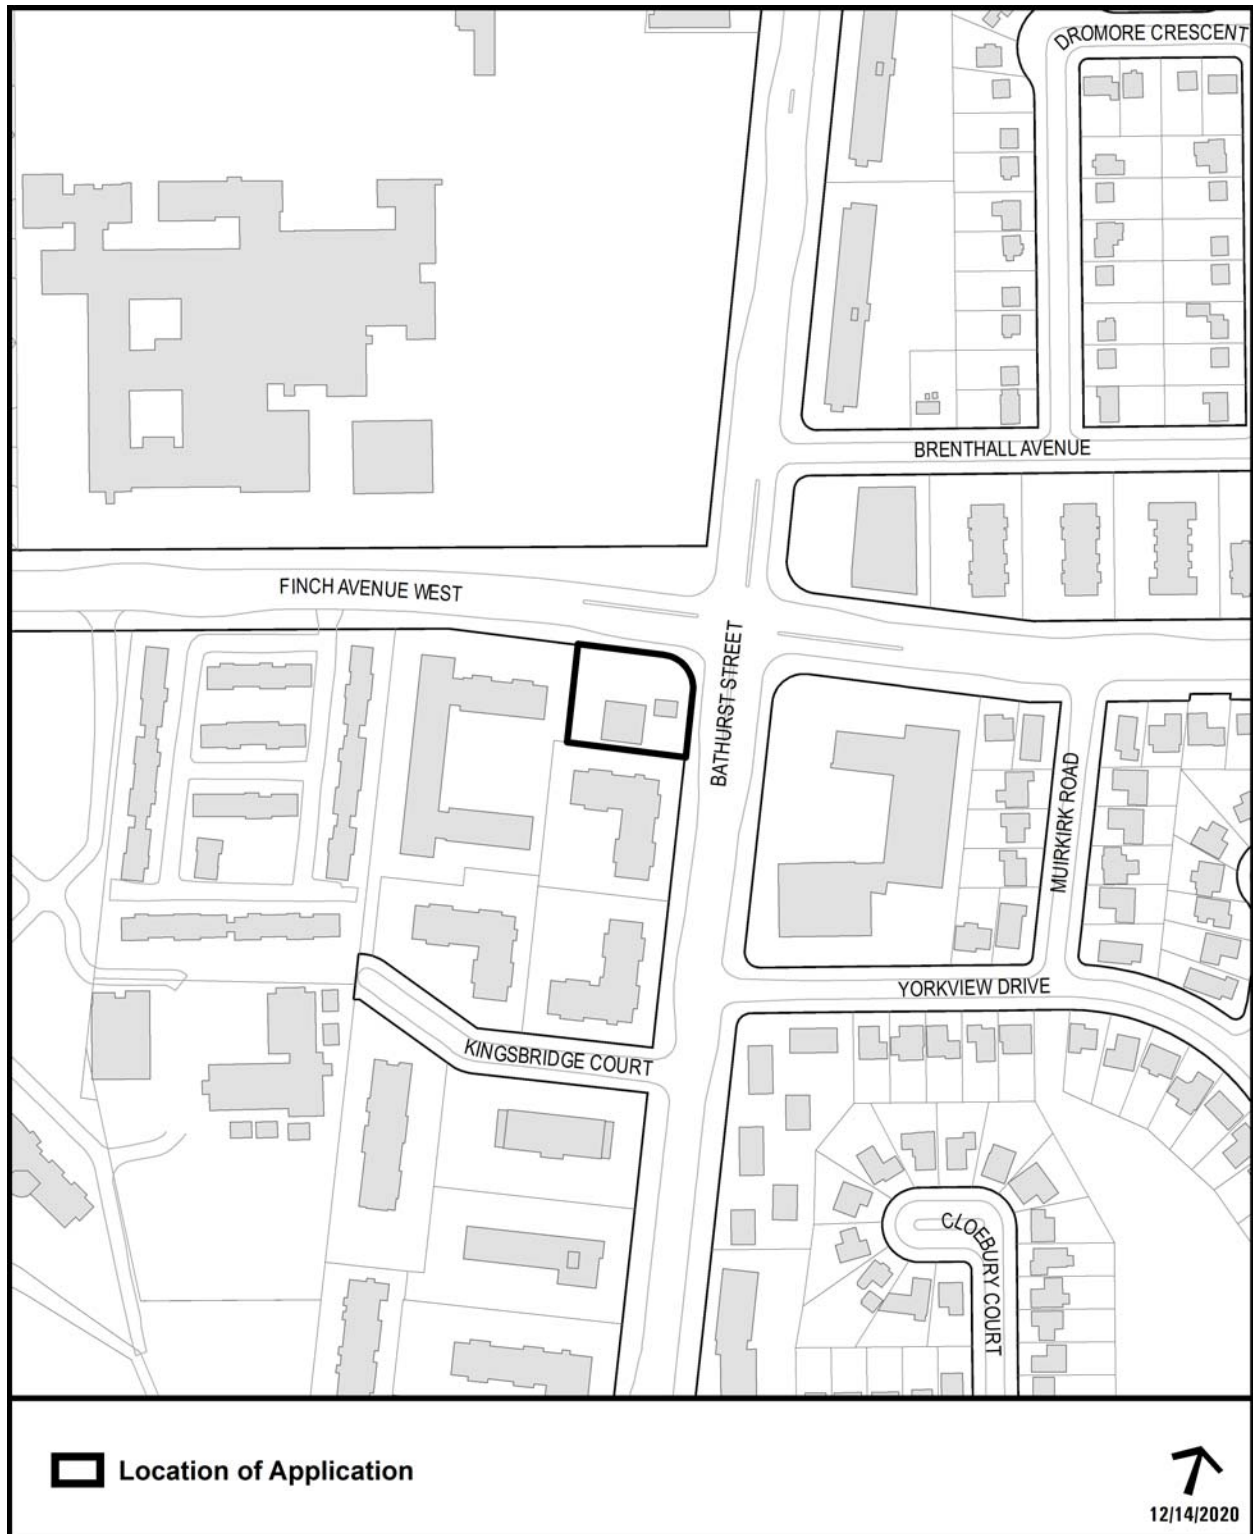 DROMORE CRESCENT
BRENTHALL AVENUE
FINCH AVENUE WEST
BATHURST STREET
MUIRKIRK ROAD
YORKVIEW DRIVE
KINGSBRIDGE COURT
CLOEBURY COURT
Location of Application
12/14/2020